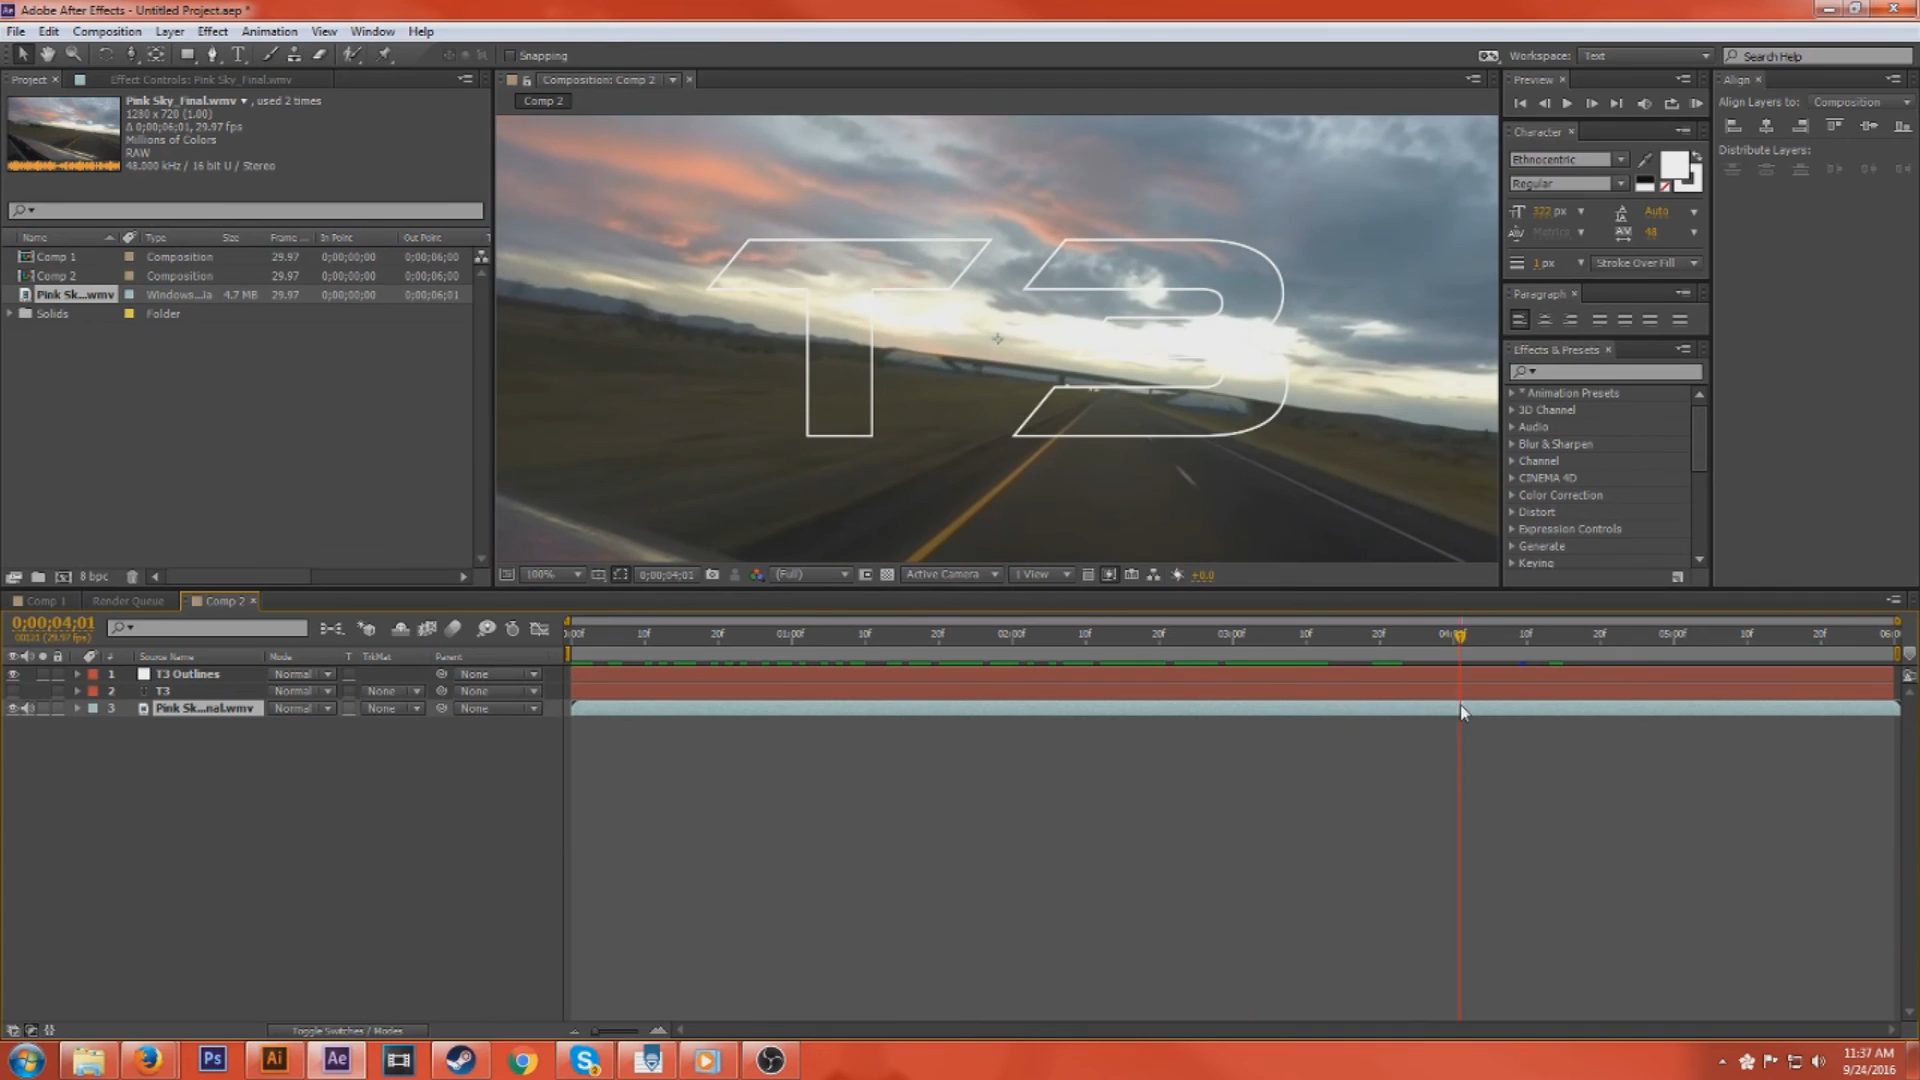 Adobe After Effects - Untitled Project.aep *
File Edit Composition Layer Effect Animation View Window Help
Snapping
Workspace: Text
Search Help
Project
Effect Controls: Pink Sky_Final.wmv
Composition: Comp 2
Preview
Align
Pink Sky_Final.wmv , used 2 times
1280 x 720 (1.00)
Δ 0;00;06;01, 29.97 fps
Millions of Colors
RAW
48.000 kHz / 16 bit U / Stereo
Comp 2
Align Layers to: Composition
Distribute Layers:
Character
Ethnocentric
Regular
322 px Auto
Metrics 48
1 px Stroke Over Fill
Paragraph
Effects & Presets
* Animation Presets
3D Channel
Audio
Blur & Sharpen
Channel
CINEMA 4D
Color Correction
Distort
Expression Controls
Generate
Keying
Name Type Size Frame ... In Point Out Point
Comp 1 Composition 29.97 0;00;00;00 0;00;06;00
Comp 2 Composition 29.97 0;00;00;00 0;00;06;00
Pink Sk...wmv Windows...ia 4.7 MB 29.97 0;00;00;00 0;00;06;01
Solids Folder
T3
8 bpc
100% 0;00;04;01 (Full) Active Camera 1 View +0.0
Comp 1 Render Queue Comp 2
0;00;04;01
00121 (29.97 fps)
:00f 10f 20f 01:00f 10f 20f 02:00f 10f 20f 03:00f 10f 20f 04:00f 10f 20f 05:00f 10f 20f 06:0
# Source Name Mode T TrkMat Parent
1 T3 Outlines Normal None
2 T3 Normal None None
3 Pink Sk...nal.wmv Normal None None
Toggle Switches / Modes
Ps Ai Ae
11:37 AM
9/24/2016